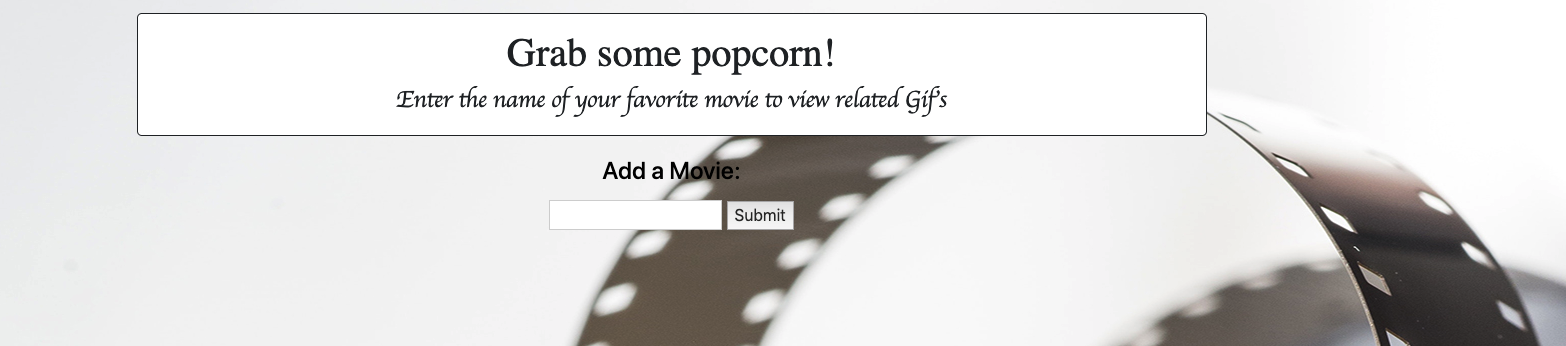 Grab some popcorn!
Enter the name of your favorite movie to view related Gif's
Add a Movie:
Submit